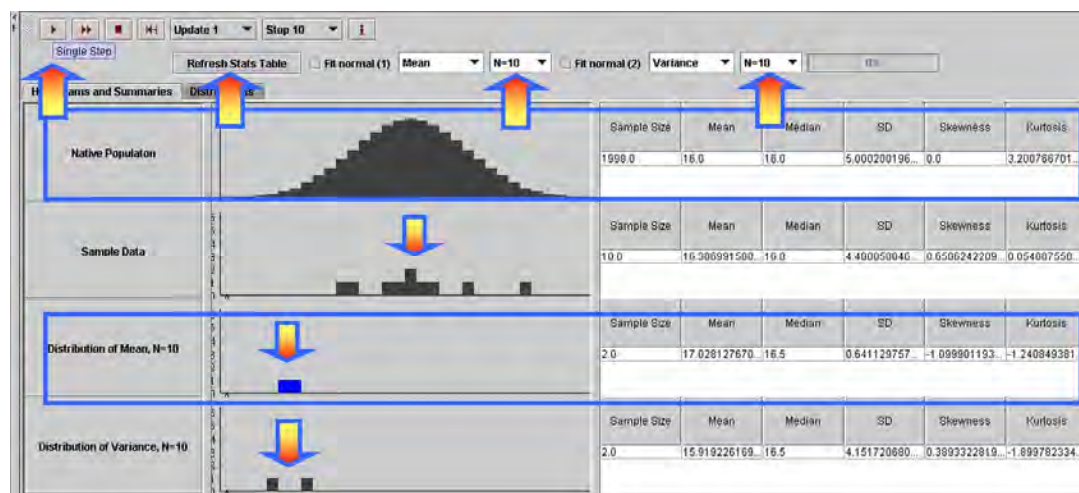 Update 1 Stop 10 i
Single Step
Refresh Stats Table Fit normal (1) Mean N=10 Fit normal (2) Variance N=10
Native Populaton
Sample Size Mean Median SD Skewness Kurtosis
16.0 16.0 5.000200196... 0.0 3.200766701...
Sample Data
Sample Size Mean Median SD Skewness Kurtosis
10.0 16.306991500... 16.0 4.400050046... 0.6506242209... 0.054007550...
Distribution of Mean, N=10
Sample Size Mean Median SD Skewness Kurtosis
2.0 17.028127670... 16.5 0.641129757... -1.099901193... -1.240849381...
Distribution of Variance, N=10
Sample Size Mean Median SD Skewness Kurtosis
2.0 15.919226169... 16.5 4.151720680... 0.3893322819... -1.899782334...